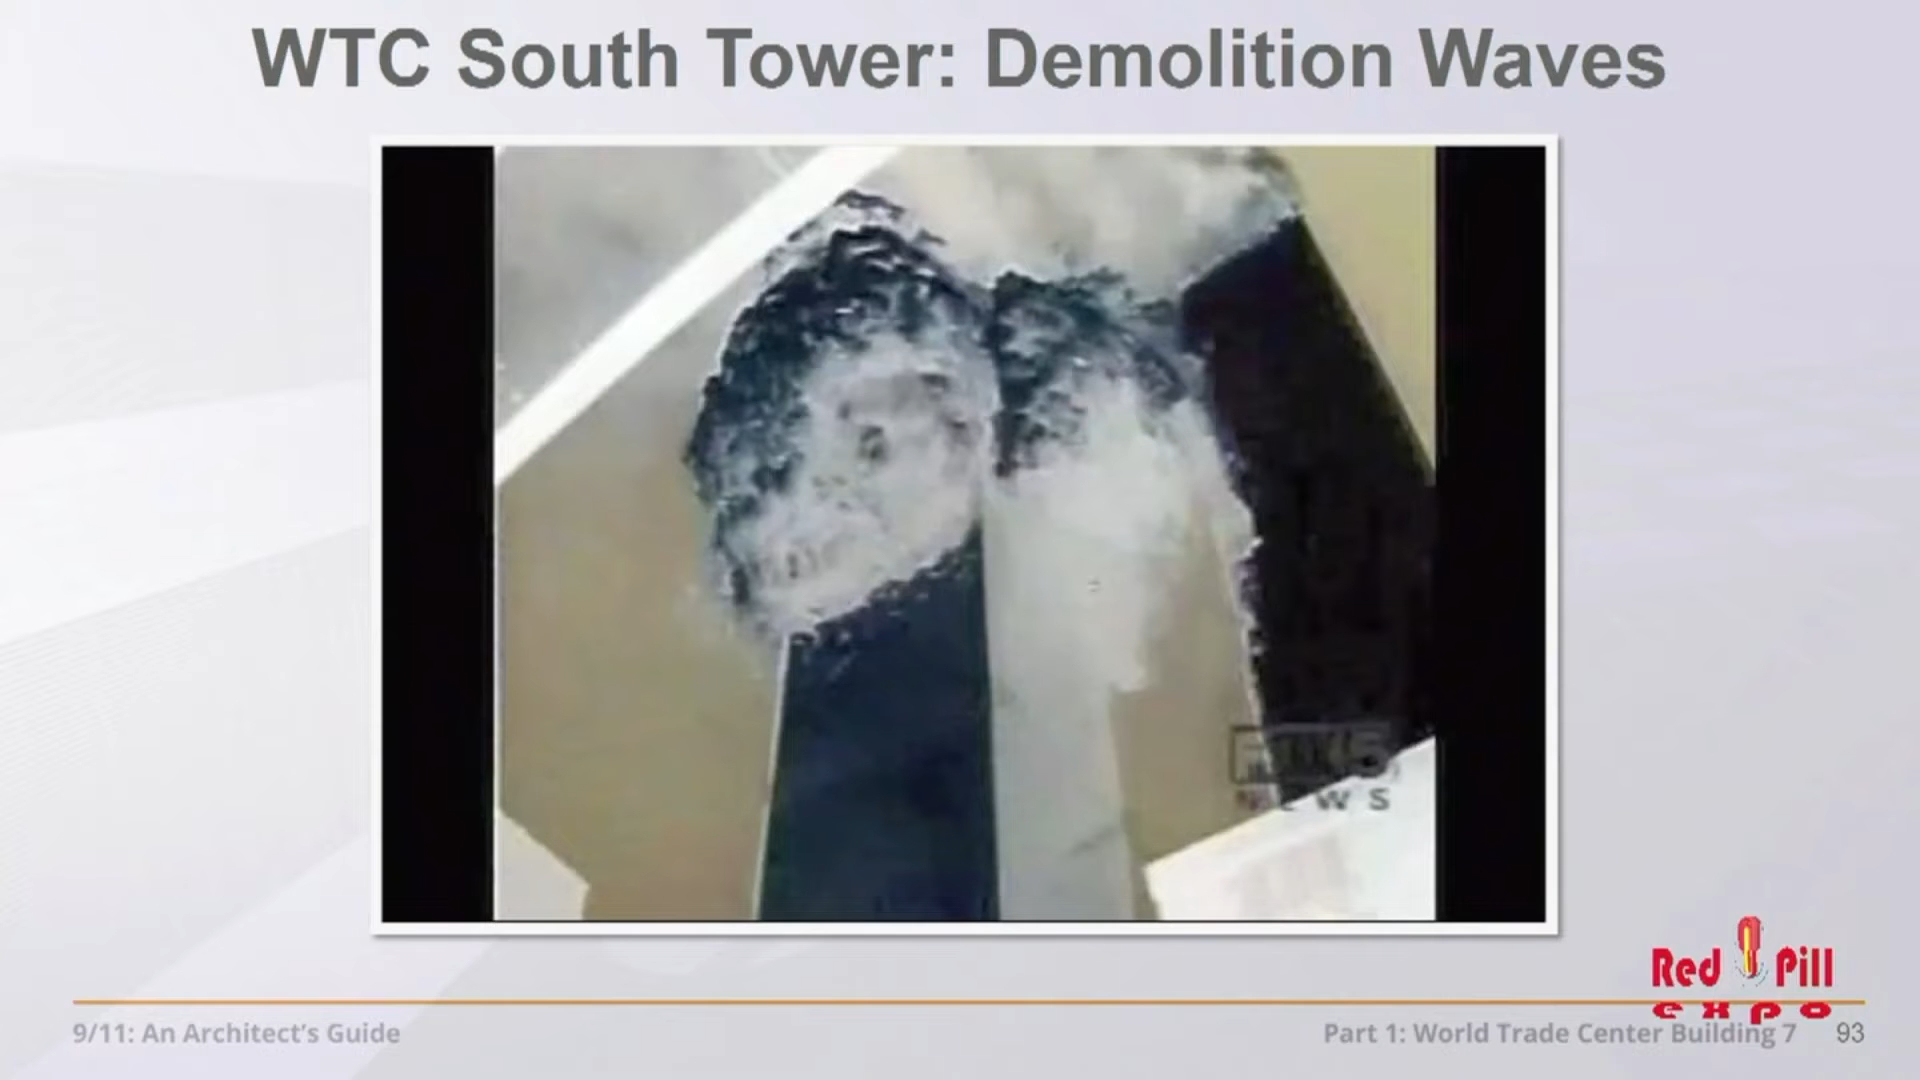 WTC South Tower: Demolition Waves
NEWS
Red Pill
expo
9/11: An Architect's Guide
Part 1: World Trade Center Building 7
93